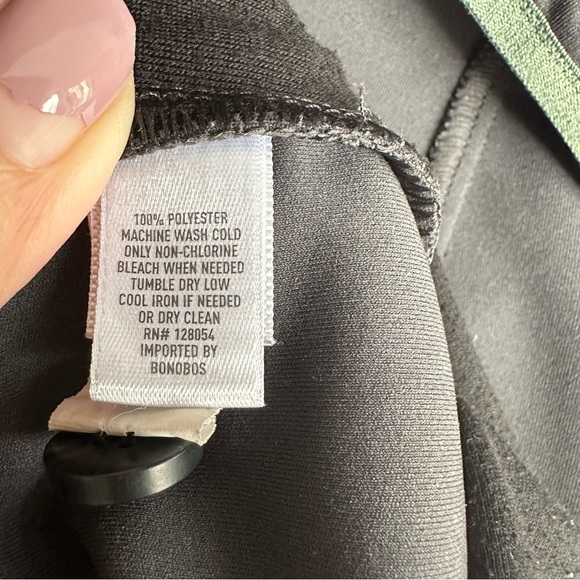 100% POLYESTER
MACHINE WASH COLD
ONLY NON-CHLORINE
BLEACH WHEN NEEDED
TUMBLE DRY LOW
COOL IRON IF NEEDED
OR DRY CLEAN
RN# 128054
IMPORTED BY
BONOBOS